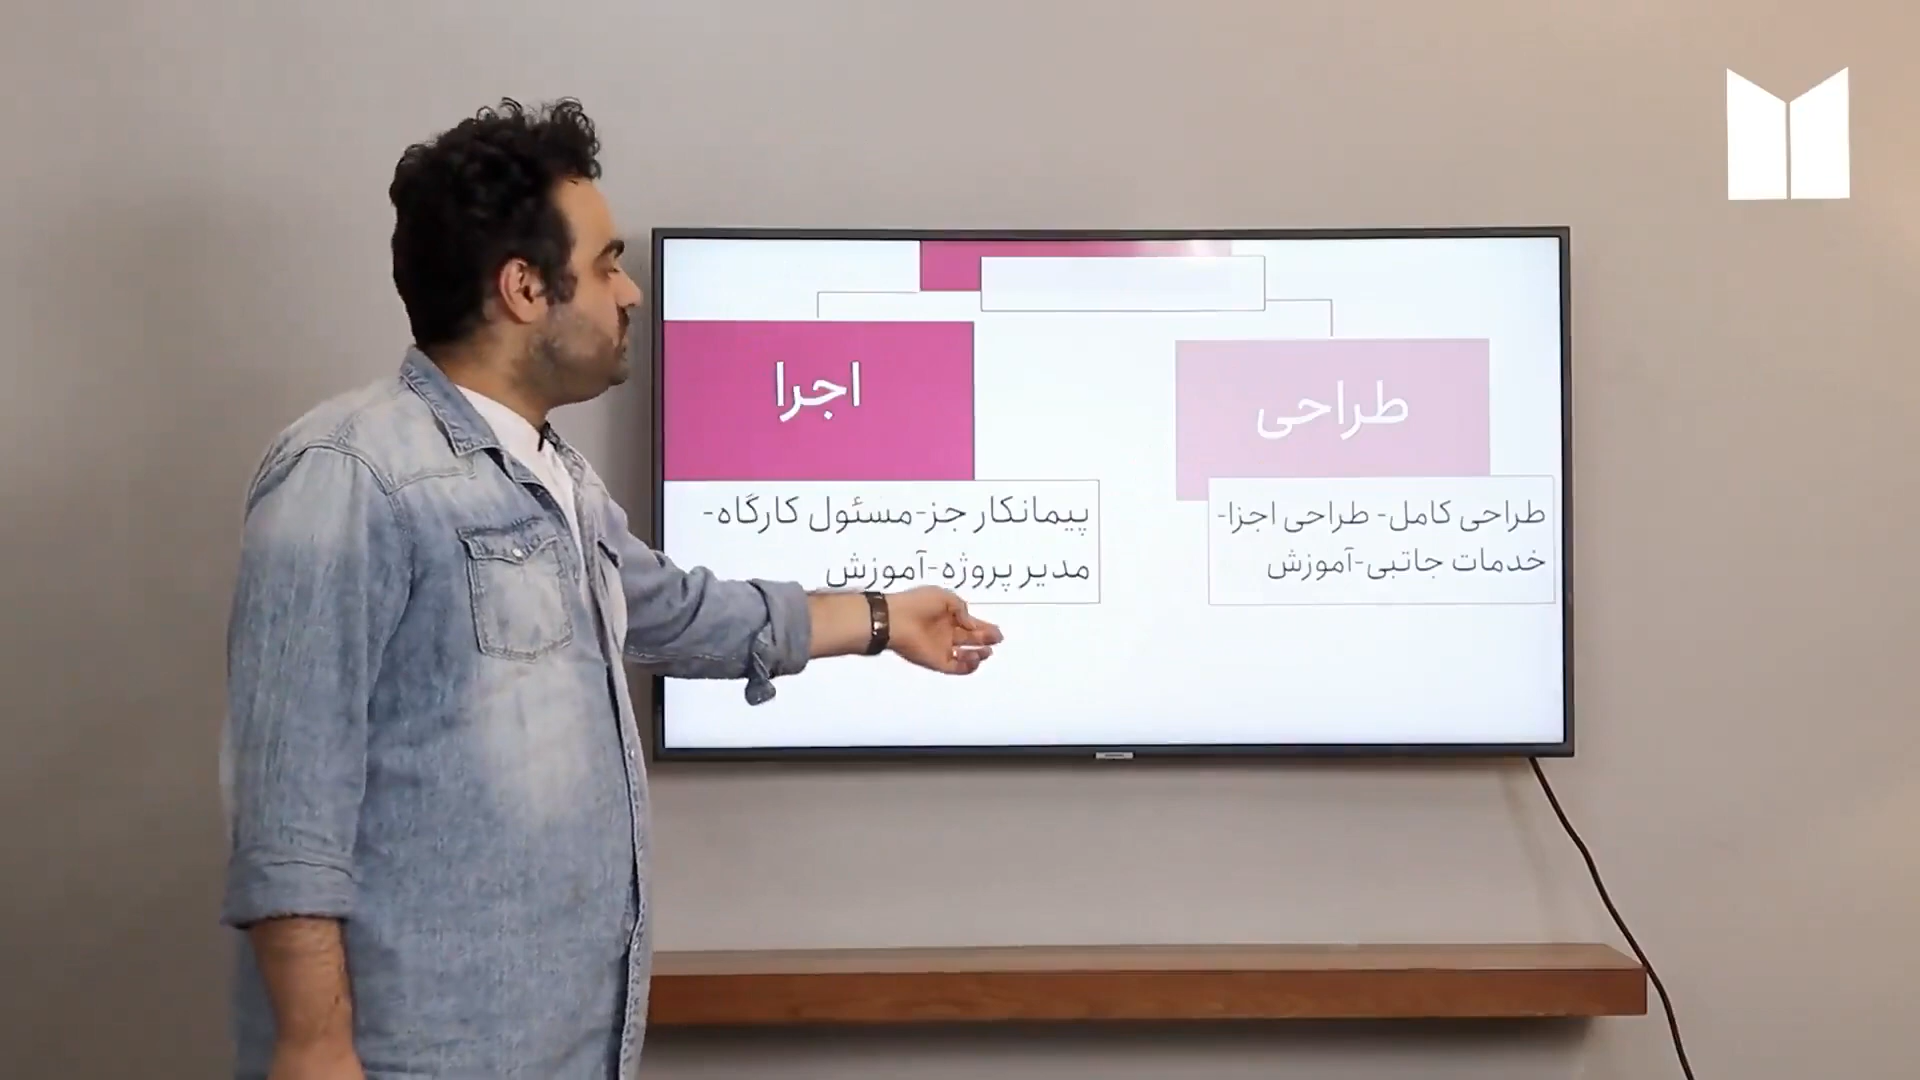 طراحی
طراحی کامل- طراحی اجزا-
خدمات جانبی-آموزش
اجرا
پیمانکار جز-مسئول کارگاه-
مدیر پروژه-آموزش